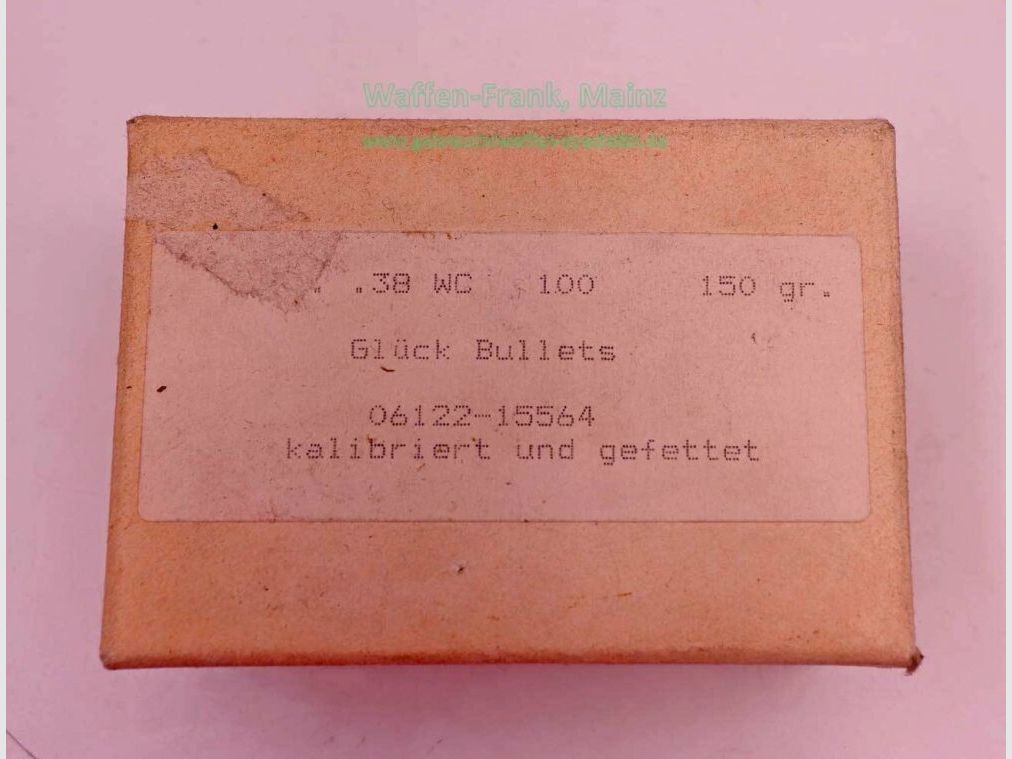 Waffen-Frank, Mainz
.38 WC 100 150 gr.
Glück Bullets
06122-15564
kalibriert und gefettet